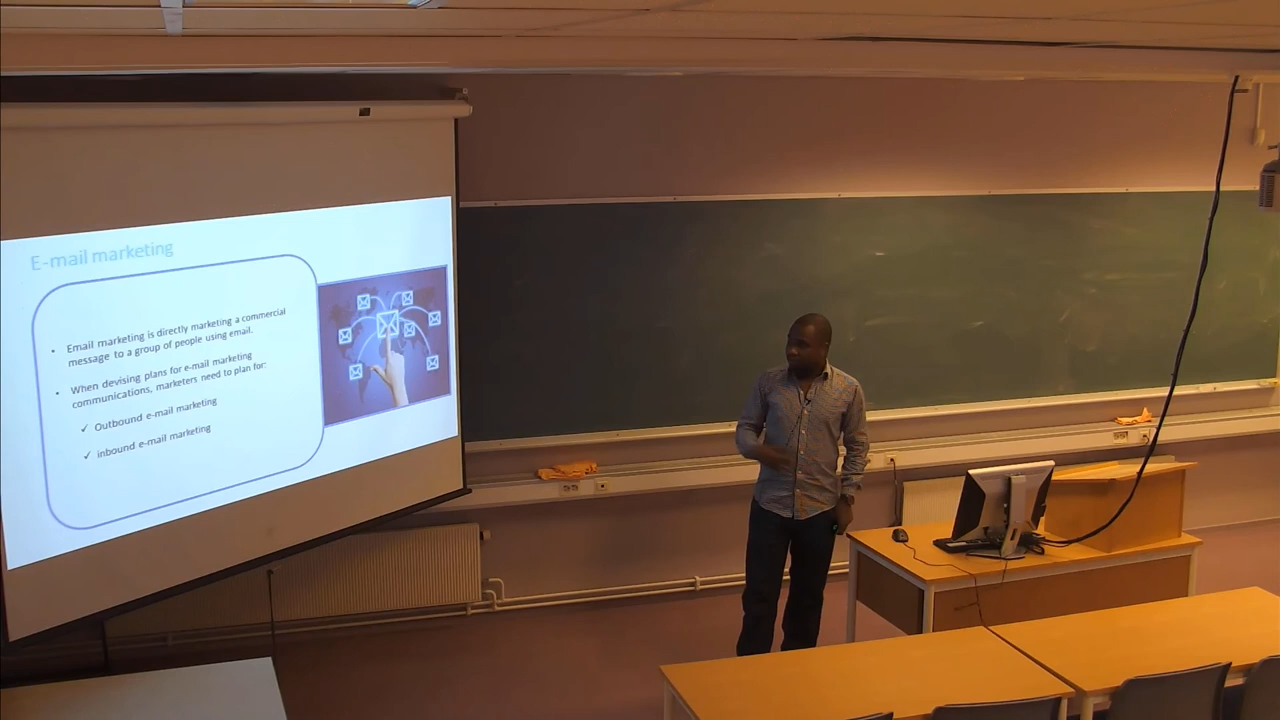 E-mail marketing
• Email marketing is directly marketing a commercial
message to a group of people using email.
• When devising plans for e-mail marketing
communications, marketers need to plan for:
✓ Outbound e-mail marketing
✓ inbound e-mail marketing